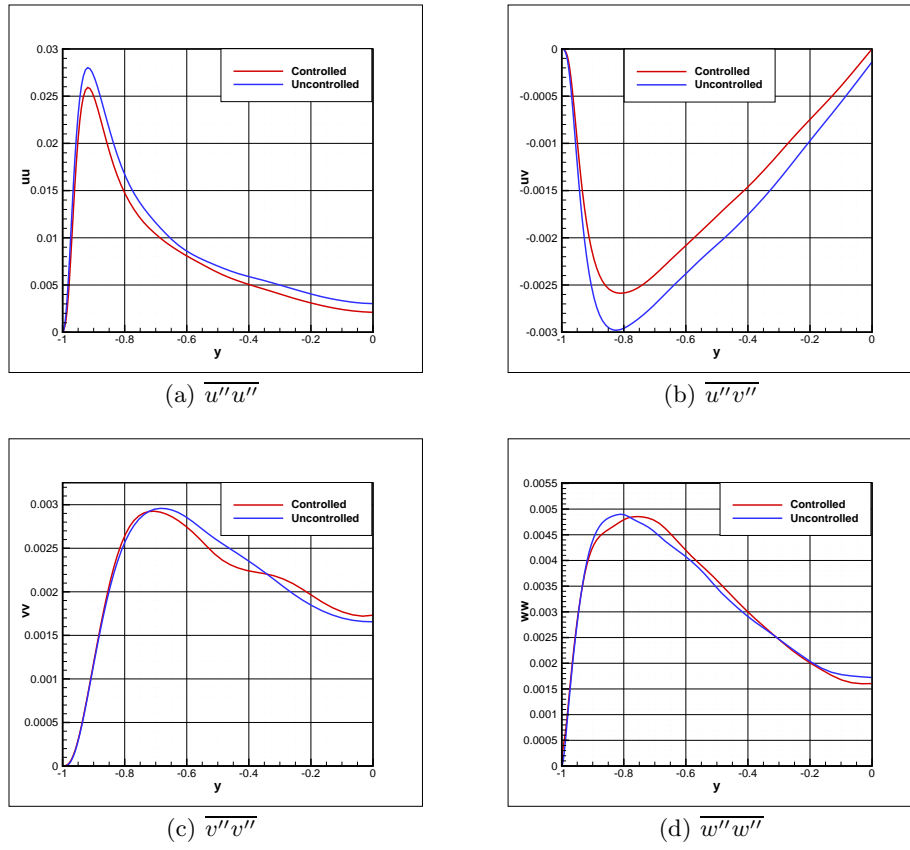 0.03
0.025
0.02
0.015
0.01
0.005
0
uu
-1
-0.8
-0.6
-0.4
-0.2
0
y
Controlled
Uncontrolled
(a) u''u''
0
-0.0005
-0.001
-0.0015
-0.002
-0.0025
-0.003
uv
-1
-0.8
-0.6
-0.4
-0.2
0
y
Controlled
Uncontrolled
(b) u''v''
0.003
0.0025
0.002
0.0015
0.001
0.0005
0
vv
-1
-0.8
-0.6
-0.4
-0.2
0
y
Controlled
Uncontrolled
(c) v''v''
0.0055
0.005
0.0045
0.004
0.0035
0.003
0.0025
0.002
0.0015
0.001
0.0005
0
ww
-1
-0.8
-0.6
-0.4
-0.2
0
y
Controlled
Uncontrolled
(d) w''w''